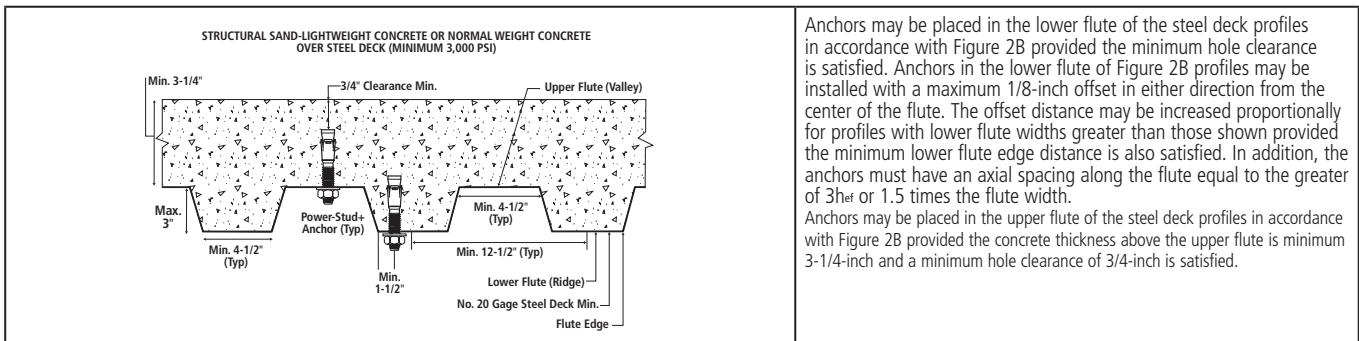 STRUCTURAL SAND-LIGHTWEIGHT CONCRETE OR NORMAL WEIGHT CONCRETE
OVER STEEL DECK (MINIMUM 3,000 PSI)
Min. 3-1/4"
3/4" Clearance Min.
Upper Flute (Valley)
Max.
3"
Min. 4-1/2"
(Typ)
Power-Stud+
Anchor (Typ)
Min. 4-1/2"
(Typ)
Min. 12-1/2" (Typ)
Min.
1-1/2"
Lower Flute (Ridge)
No. 20 Gage Steel Deck Min.
Flute Edge
Anchors may be placed in the lower flute of the steel deck profiles
in accordance with Figure 2B provided the minimum hole clearance
is satisfied. Anchors in the lower flute of Figure 2B profiles may be
installed with a maximum 1/8-inch offset in either direction from the
center of the flute. The offset distance may be increased proportionally
for profiles with lower flute widths greater than those shown provided
the minimum lower flute edge distance is also satisfied. In addition, the
anchors must have an axial spacing along the flute equal to the greater
of 3hef or 1.5 times the flute width.
Anchors may be placed in the upper flute of the steel deck profiles in accordance
with Figure 2B provided the concrete thickness above the upper flute is minimum
3-1/4-inch and a minimum hole clearance of 3/4-inch is satisfied.